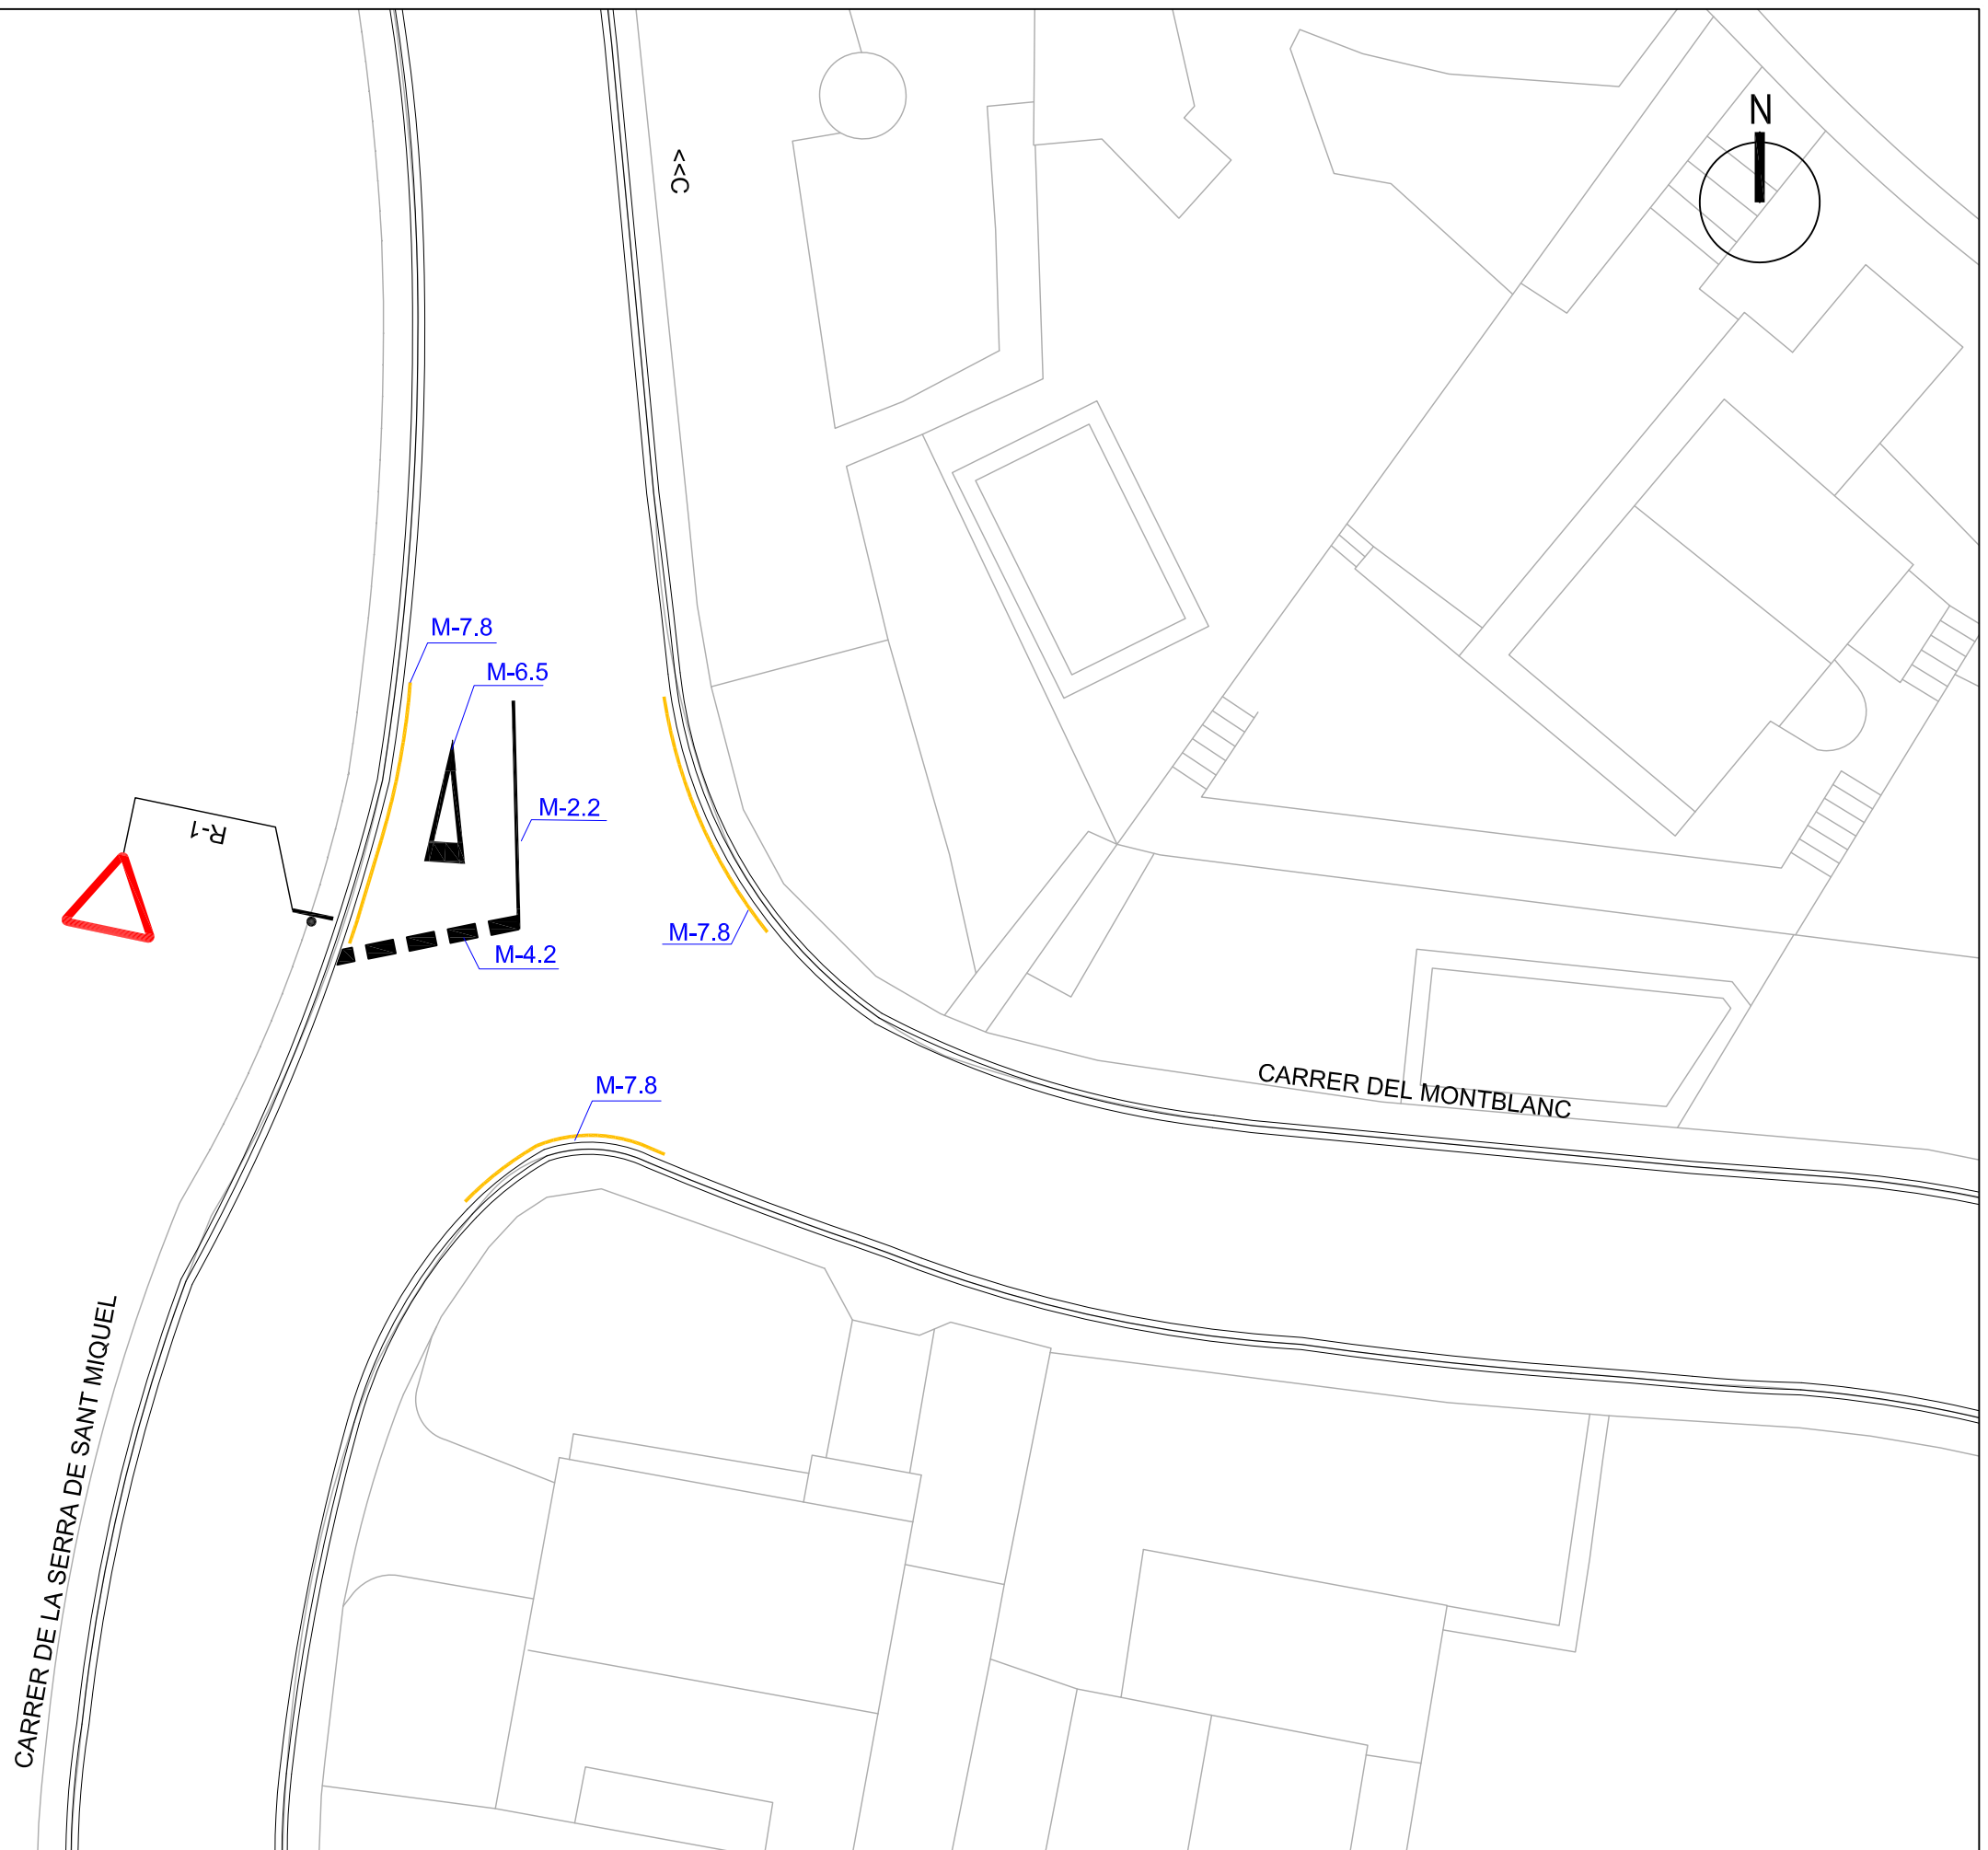 N
<<C
M-7.8
M-6.5
M-2.2
R-1
M-7.8
M-4.2
CARRER DEL MONTBLANC
M-7.8
CARRER DE LA SERRA DE SANT MIQUEL